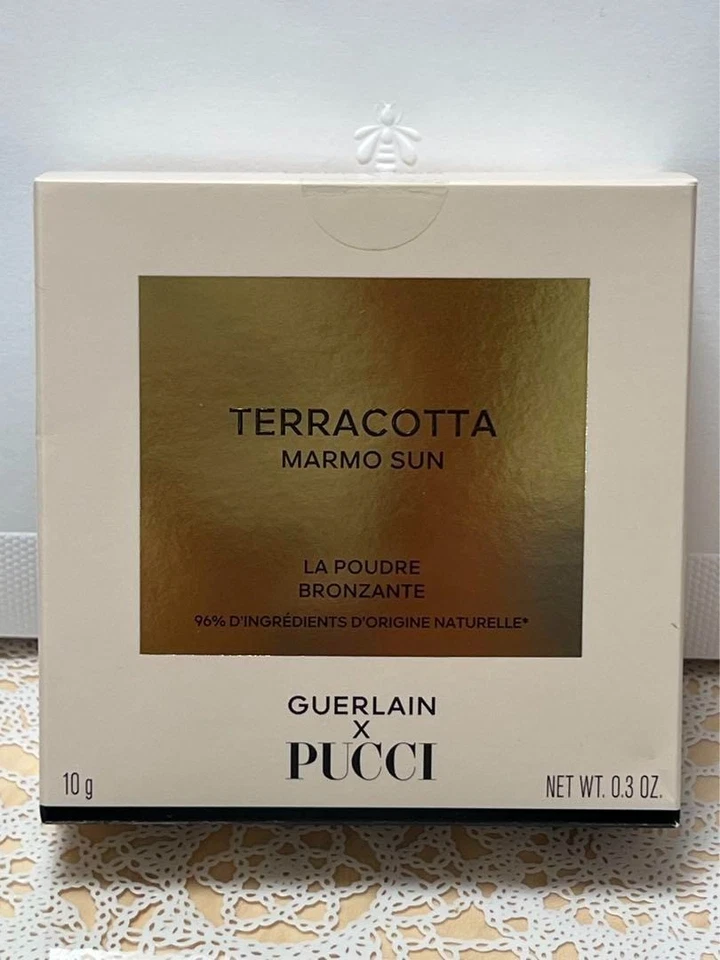 TERRACOTTA
MARMO SUN
LA POUDRE
BRONZANTE
96% D'INGRÉDIENTS D'ORIGINE NATURELLE*
GUERLAIN
X
PUCCI
10 g
NET WT. 0.3 OZ.